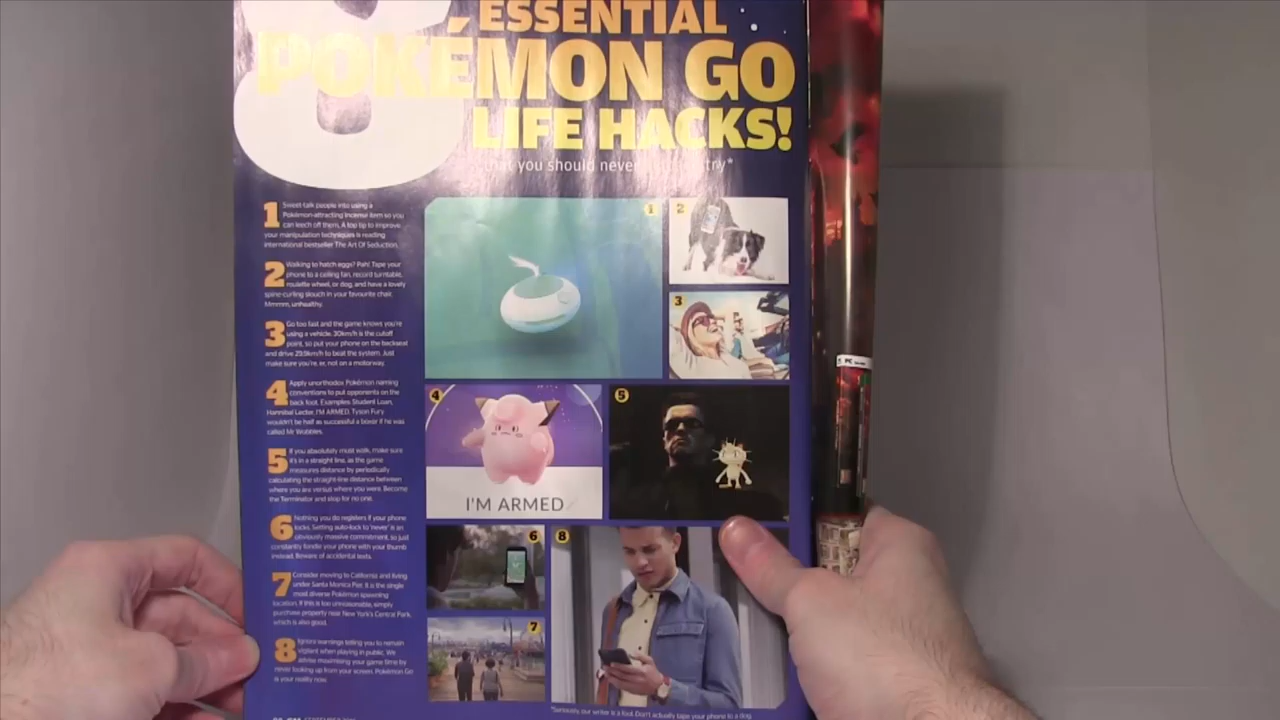 8 ESSENTIAL
POKÉMON GO
LIFE HACKS!
you should never try*
1 Sweet-talk people into using a
Pokémon-attracting Incense item so you
can leech off them. A top tip to improve
your manipulation techniques is reading
international bestseller The Art Of Seduction.
2 Walking to hatch eggs? Pah! Tape your
phone to a ceiling fan, record turntable,
roulette wheel, or dog, and have a lovely
spine-curling slouch in your favourite chair.
Mmmm, unhealthy.
3 Go too fast and the game knows you're
using a vehicle. 30km/h is the cutoff
point, so put your phone on the backseat
and drive 29.9km/h to beat the system. Just
make sure you're, er, not on a motorway.
4 Apply unorthodox Pokémon naming
conventions to put opponents on the
back foot. Examples: Student Loan,
Hannibal Lecter, I'M ARMED. Tyson Fury
wouldn't be half as successful a boxer if he was
called Mr Wobbles.
5 If you absolutely must walk, make sure
it's in a straight line, as the game
measures distance by periodically
calculating the straight-line distance between
where you are versus where you were. Become
the Terminator and stop for no one.
6 Nothing you do registers if your phone
locks. Setting auto-lock to 'never' is an
obviously massive commitment, so just
constantly fondle your phone with your thumb
instead. Beware of accidental texts.
7 Consider moving to California and living
under Santa Monica Pier. It is the single
most diverse Pokémon spawning
location. If this is too unreasonable, simply
purchase property near New York's Central Park,
which is also good.
8 Ignore warnings telling you to remain
vigilant when playing in public. We
advise maximising your game time by
never looking up from your screen. Pokémon Go
is your reality now.
1
2
3
4
5
I'M ARMED
6
8
7
*Seriously, our writer is a fool. Don't actually tape your phone to a dog.
PC